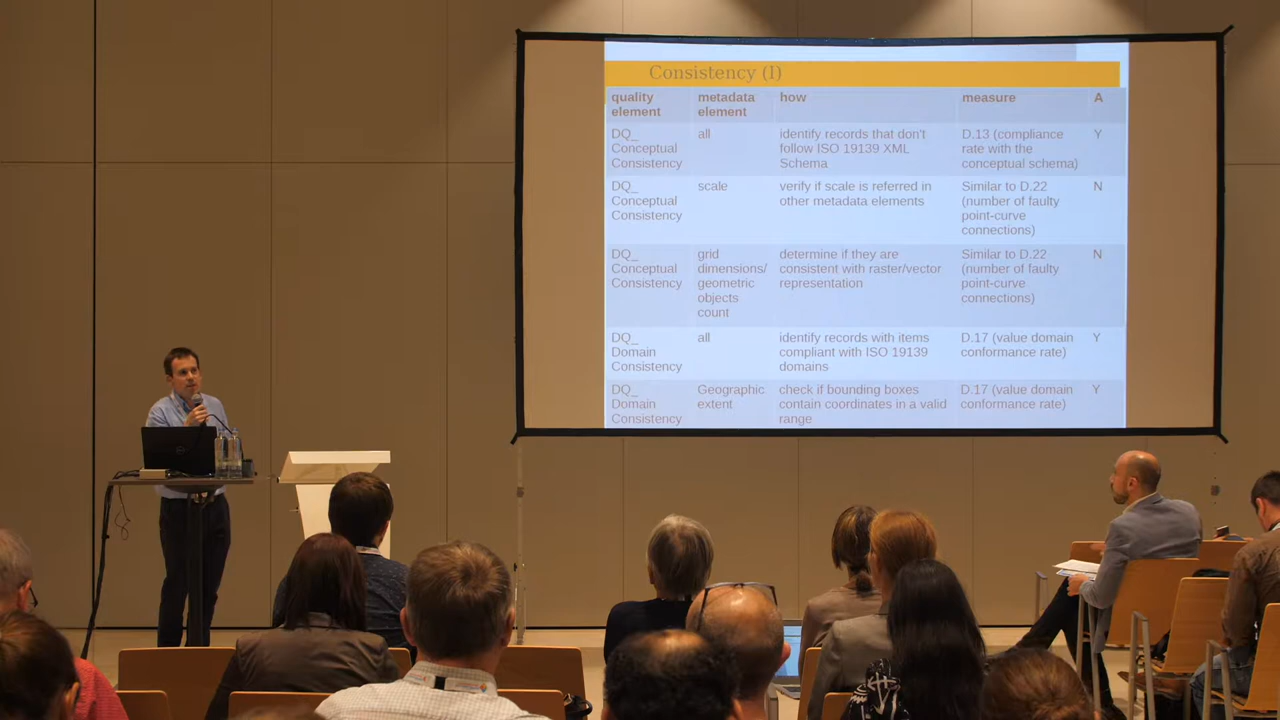 Consistency (I)
quality element metadata element how measure A
DQ_ Conceptual Consistency all identify records that don't follow ISO 19139 XML Schema D.13 (compliance rate with the conceptual schema) Y
DQ_ Conceptual Consistency scale verify if scale is referred in other metadata elements Similar to D.22 (number of faulty point-curve connections) N
DQ_ Conceptual Consistency grid dimensions/ geometric objects count determine if they are consistent with raster/vector representation Similar to D.22 (number of faulty point-curve connections) N
DQ_ Domain Consistency all identify records with items compliant with ISO 19139 domains D.17 (value domain conformance rate) Y
DQ_ Domain Consistency Geographic extent check if bounding boxes contain coordinates in a valid range D.17 (value domain conformance rate) Y